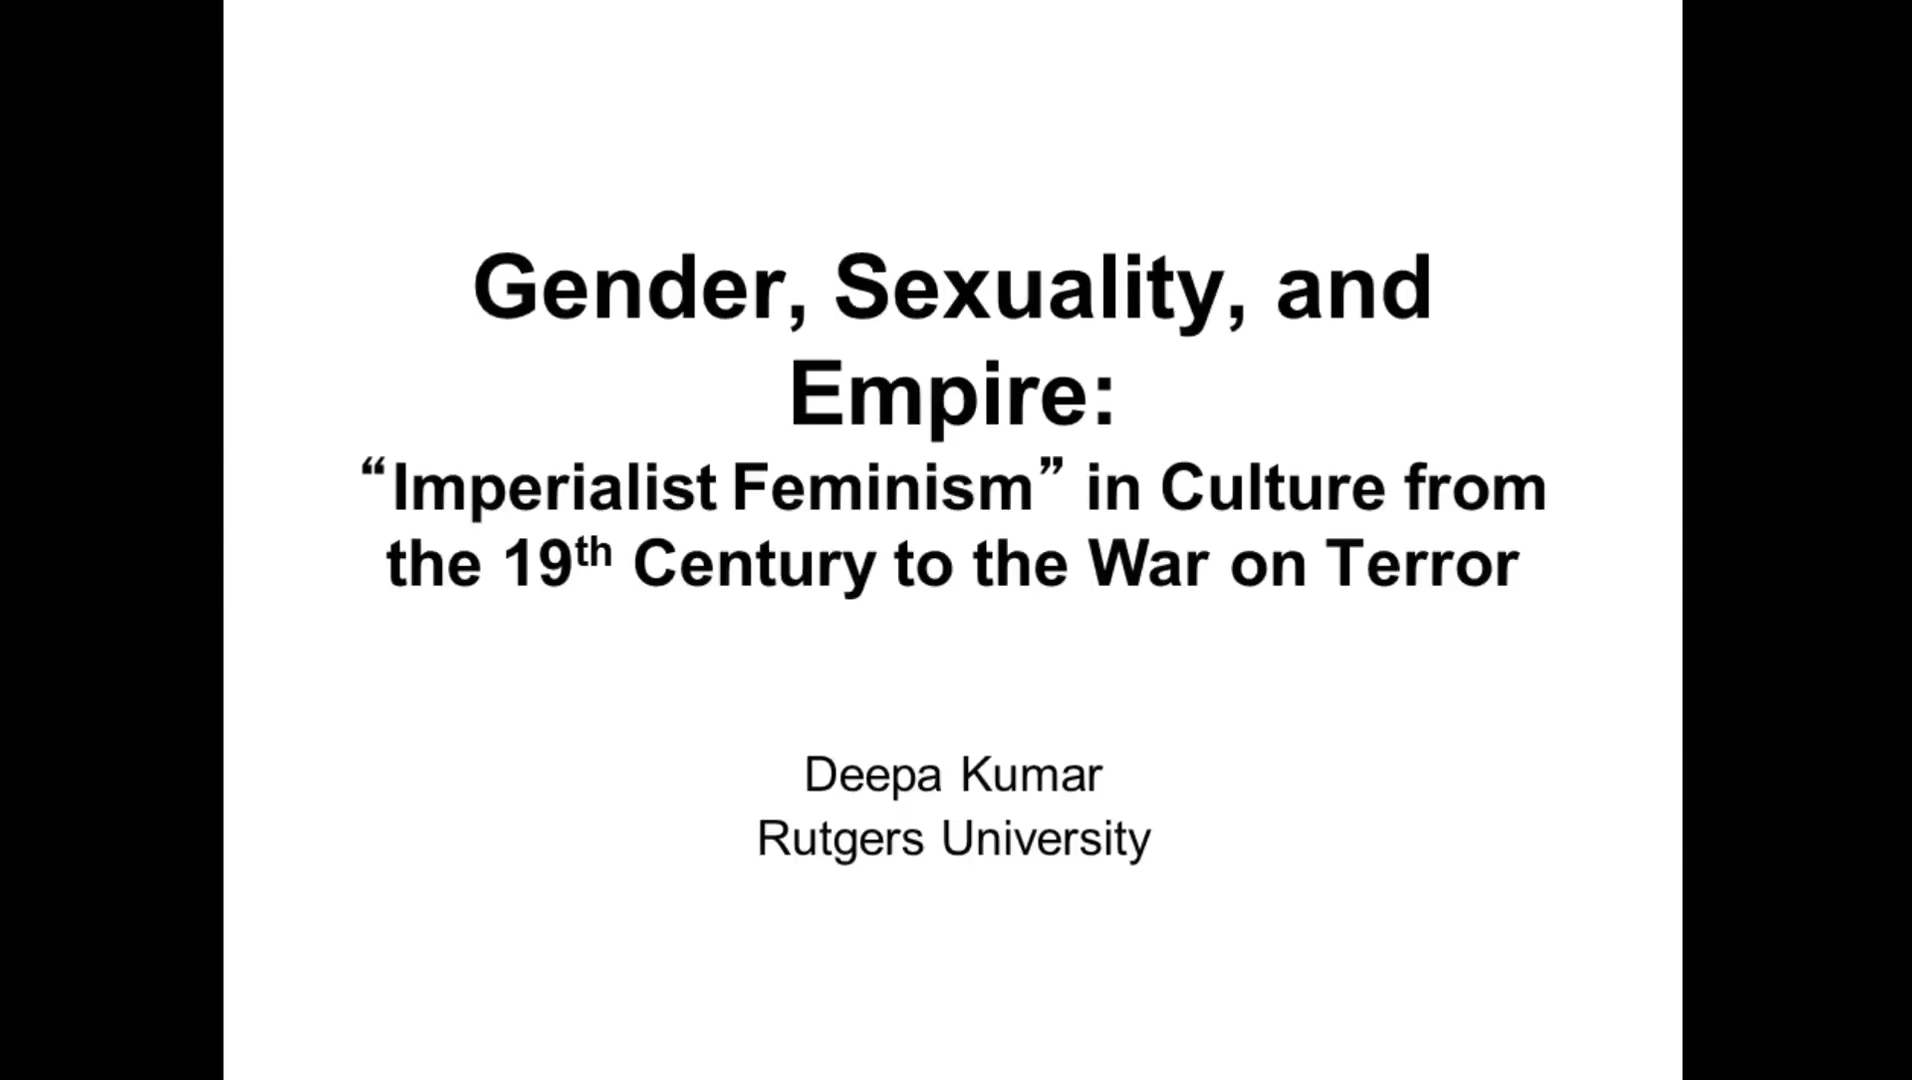 Gender, Sexuality, and
Empire:
“Imperialist Feminism” in Culture from
the 19th Century to the War on Terror
Deepa Kumar
Rutgers University